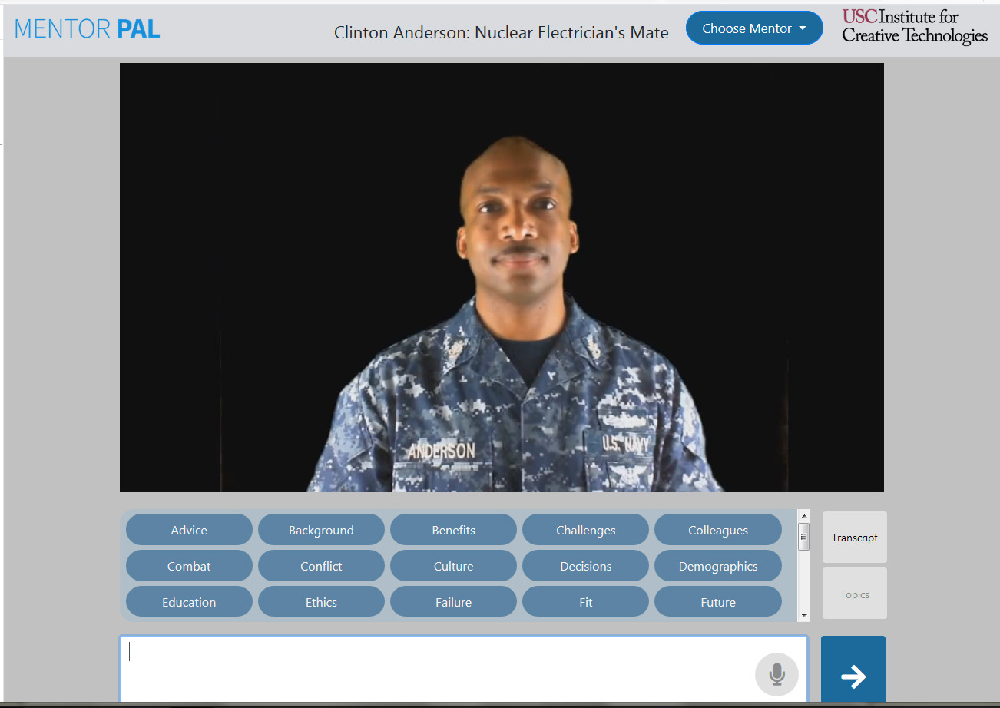 MENTOR PAL
Clinton Anderson: Nuclear Electrician's Mate
Choose Mentor
USC Institute for
Creative Technologies
ANDERSON
U.S. NAVY
Advice
Background
Benefits
Challenges
Colleagues
Combat
Conflict
Culture
Decisions
Demographics
Education
Ethics
Failure
Fit
Future
Transcript
Topics